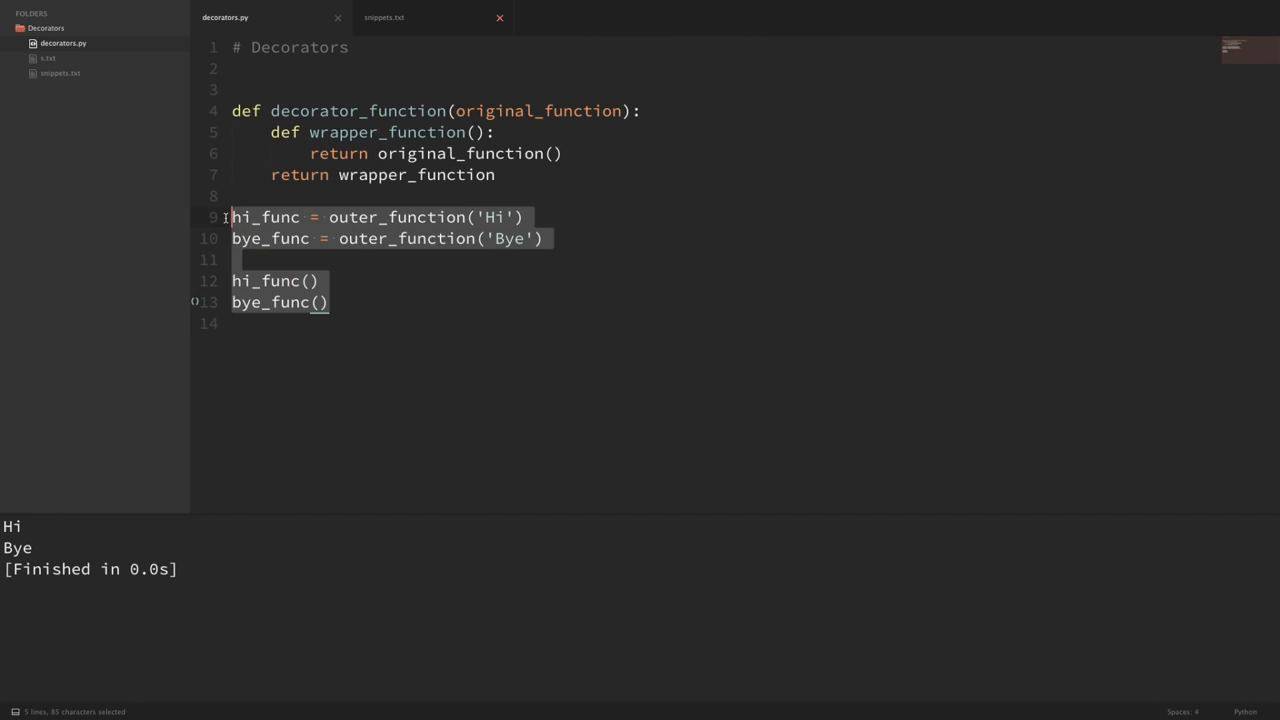 FOLDERS
Decorators
decorators.py
s.txt
snippets.txt
decorators.py
snippets.txt
1 # Decorators
2
3
4 def decorator_function(original_function):
5     def wrapper_function():
6         return original_function()
7     return wrapper_function
8
9 hi_func = outer_function('Hi')
10 bye_func = outer_function('Bye')
11
12 hi_func()
()13 bye_func()
14
Hi
Bye
[Finished in 0.0s]
5 lines, 85 characters selected
Spaces: 4
Python